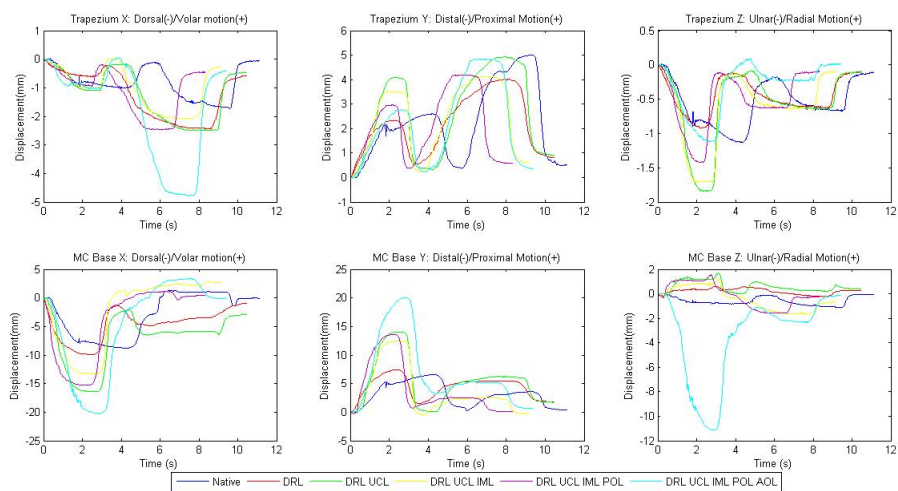 Trapezium X: Dorsal(-)/Volar motion(+)
Displacement(mm)
1
0
-1
-2
-3
-4
-5
0 2 4 6 8 10 12
Time (s)
Trapezium Y: Distal(-)/Proximal Motion(+)
Displacement(mm)
6
5
4
3
2
1
0
-1
0 2 4 6 8 10 12
Time (s)
Trapezium Z: Ulnar(-)/Radial Motion(+)
Displacement(mm)
0.5
0
-0.5
-1
-1.5
-2
0 2 4 6 8 10 12
Time (s)
MC Base X: Dorsal(-)/Volar motion(+)
Displacement(mm)
5
0
-5
-10
-15
-20
-25
0 2 4 6 8 10 12
Time (s)
MC Base Y: Distal(-)/Proximal Motion(+)
Displacement(mm)
25
20
15
10
5
0
-5
0 2 4 6 8 10 12
Time (s)
MC Base Z: Ulnar(-)/Radial Motion(+)
Displacement(mm)
2
0
-2
-4
-6
-8
-10
-12
0 2 4 6 8 10 12
Time (s)
Native DRL DRL UCL DRL UCL IML DRL UCL IML POL DRL UCL IML POL AOL